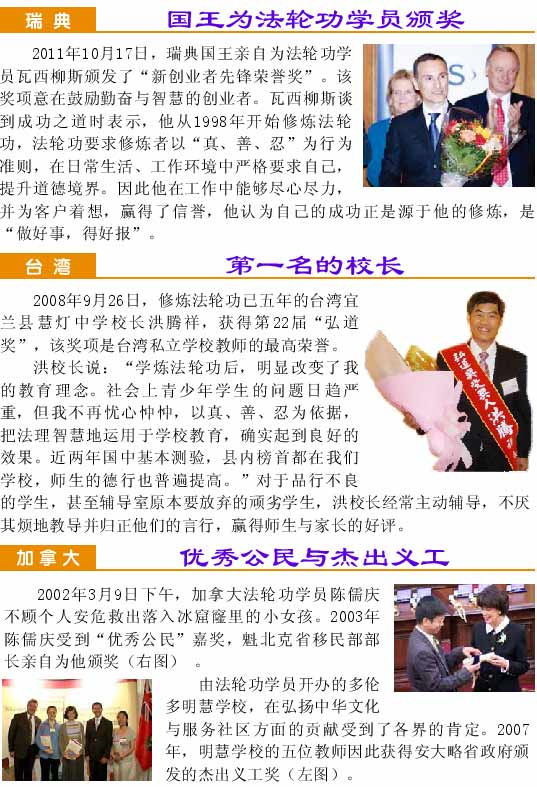 瑞典
国王为法轮功学员颁奖
2011年10月17日，瑞典国王亲自为法轮功学
员瓦西柳斯颁发了“新创业者先锋荣誉奖”。该
奖项意在鼓励勤奋与智慧的创业者。瓦西柳斯谈
到成功之道时表示，他从1998年开始修炼法轮
功，法轮功要求修炼者以“真、善、忍”为行为
准则，在日常生活、工作环境中严格要求自己，
提升道德境界。因此他在工作中能够尽心尽力，
并为客户着想，赢得了信誉，他认为自己的成功正是源于他的修炼，是
“做好事，得好报”。
台湾
第一名的校长
2008年9月26日，修炼法轮功已五年的台湾宜
兰县慧灯中学校长洪腾祥，获得第22届“弘道
奖”，该奖项是台湾私立学校教师的最高荣誉。
洪校长说：“学炼法轮功后，明显改变了我
的教育理念。社会上青少年学生的问题日趋严
重，但我不再忧心忡忡，以真、善、忍为依据，
把法理智慧地运用于学校教育，确实起到良好的
效果。近两年国中基本测验，县内榜首都在我们
学校，师生的德行也普遍提高。”对于品行不良
的学生，甚至辅导室原本要放弃的顽劣学生，洪校长经常主动辅导，不厌
其烦地教导并归正他们的言行，赢得师生与家长的好评。
加拿大
优秀公民与杰出义工
2002年3月9日下午，加拿大法轮功学员陈儒庆
不顾个人安危救出落入冰窟窿里的小女孩。2003年
陈儒庆受到“优秀公民”嘉奖，魁北克省移民部部
长亲自为他颁奖（右图）。
由法轮功学员开办的多伦
多明慧学校，在弘扬中华文化
与服务社区方面的贡献受到了各界的肯定。2007
年，明慧学校的五位教师因此获得安大略省政府颁
发的杰出义工奖（左图）。